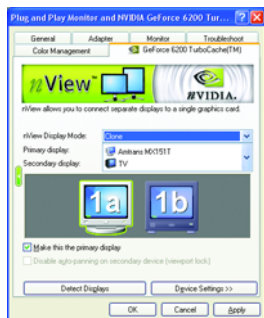 Plug and Play Monitor and NVIDIA GeForce 6200 Tur...
General Adapter Monitor Troubleshoot
Color Management GeForce 6200 TurboCache(TM)
nView™
NVIDIA.
nView allows you to connect separate displays to a single graphics card.
nView Display Mode: Clone
Primary display: Amtrans MX151T
Secondary display: TV
1a 1b
Make this the primary display
Disable auto-panning on secondary device (viewport lock)
Detect Displays Device Settings >>
OK Cancel Apply